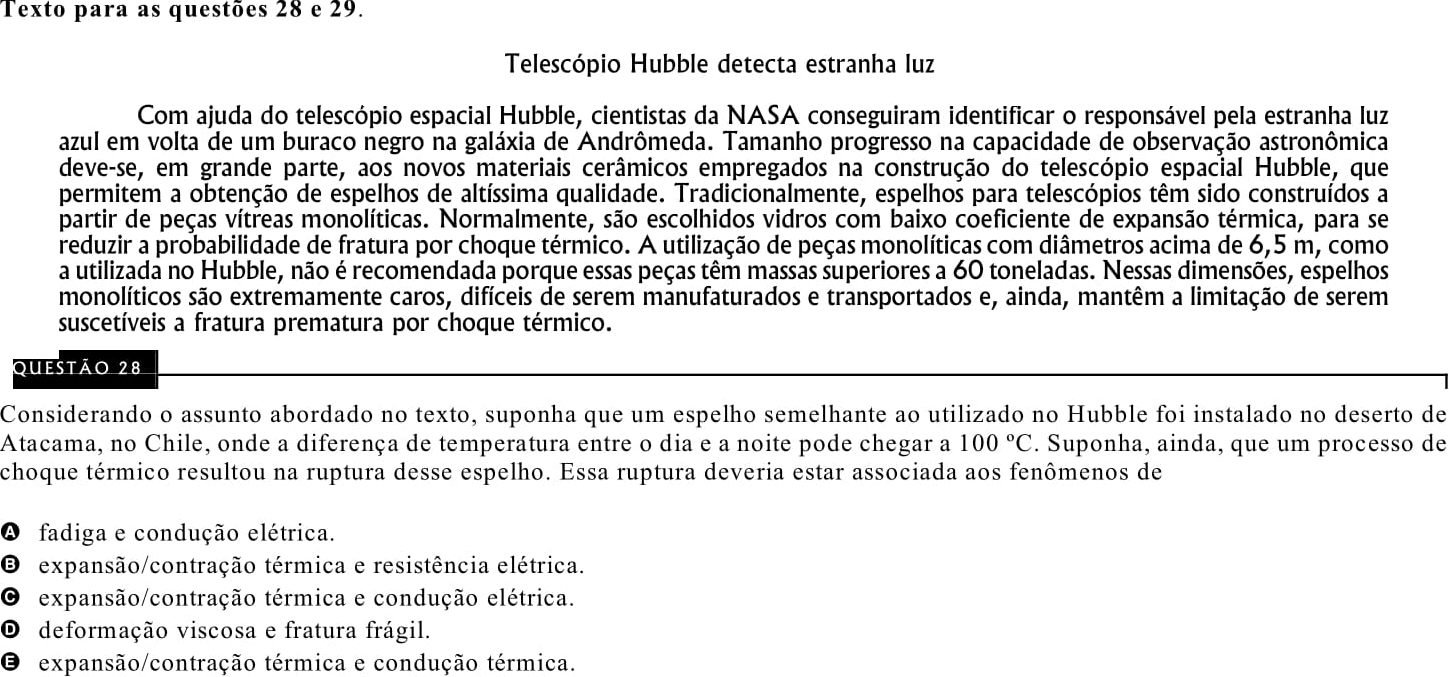 Texto para as questões 28 e 29.
Telescópio Hubble detecta estranha luz
Com ajuda do telescópio espacial Hubble, cientistas da NASA conseguiram identificar o responsável pela estranha luz
azul em volta de um buraco negro na galáxia de Andrômeda. Tamanho progresso na capacidade de observação astronômica
deve-se, em grande parte, aos novos materiais cerâmicos empregados na construção do telescópio espacial Hubble, que
permitem a obtenção de espelhos de altíssima qualidade. Tradicionalmente, espelhos para telescópios têm sido construídos a
partir de peças vítreas monolíticas. Normalmente, são escolhidos vidros com baixo coeficiente de expansão térmica, para se
reduzir a probabilidade de fratura por choque térmico. A utilização de peças monolíticas com diâmetros acima de 6,5 m, como
a utilizada no Hubble, não é recomendada porque essas peças têm massas superiores a 60 toneladas. Nessas dimensões, espelhos
monolíticos são extremamente caros, difíceis de serem manufaturados e transportados e, ainda, mantêm a limitação de serem
suscetíveis a fratura prematura por choque térmico.
QUESTÃO 28
Considerando o assunto abordado no texto, suponha que um espelho semelhante ao utilizado no Hubble foi instalado no deserto de
Atacama, no Chile, onde a diferença de temperatura entre o dia e a noite pode chegar a 100 ºC. Suponha, ainda, que um processo de
choque térmico resultou na ruptura desse espelho. Essa ruptura deveria estar associada aos fenômenos de
A fadiga e condução elétrica.
B expansão/contração térmica e resistência elétrica.
C expansão/contração térmica e condução elétrica.
D deformação viscosa e fratura frágil.
E expansão/contração térmica e condução térmica.